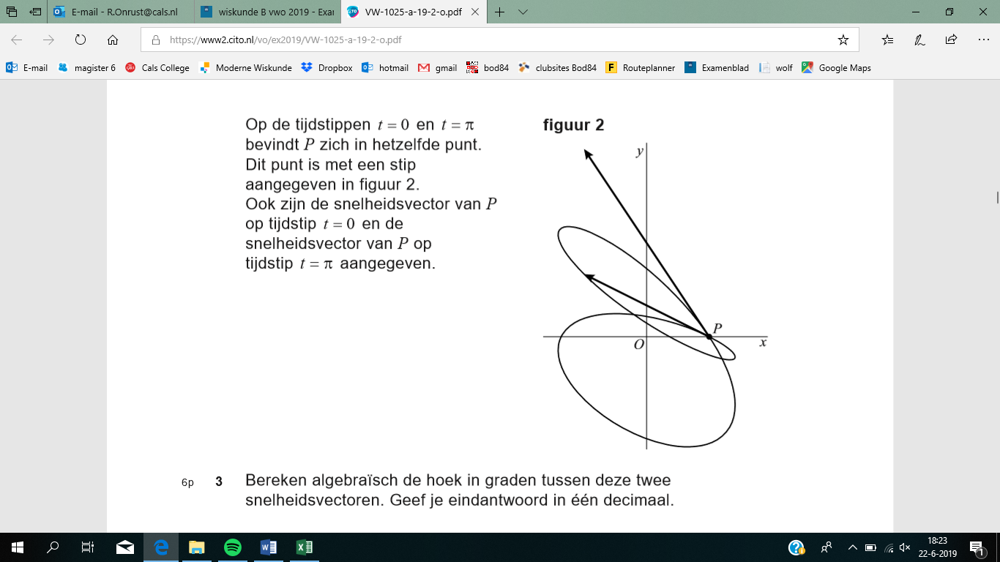 E-mail - R.Onrust@cals.nl
wiskunde B vwo 2019 - Exar
VW-1025-a-19-2-o.pdf
https://www2.cito.nl/vo/ex2019/VW-1025-a-19-2-o.pdf
E-mail magister 6 Cals College Moderne Wiskunde Dropbox hotmail gmail bod84 clubsites Bod84 Routeplanner Examenblad wolf Google Maps
Op de tijdstippen t = 0 en t = π
bevindt P zich in hetzelfde punt.
Dit punt is met een stip
aangegeven in figuur 2.
Ook zijn de snelheidsvector van P
op tijdstip t = 0 en de
snelheidsvector van P op
tijdstip t = π aangegeven.
figuur 2
y
P
O
x
6p 3 Bereken algebraïsch de hoek in graden tussen deze twee
snelheidsvectoren. Geef je eindantwoord in één decimaal.
18:23
22-6-2019
1